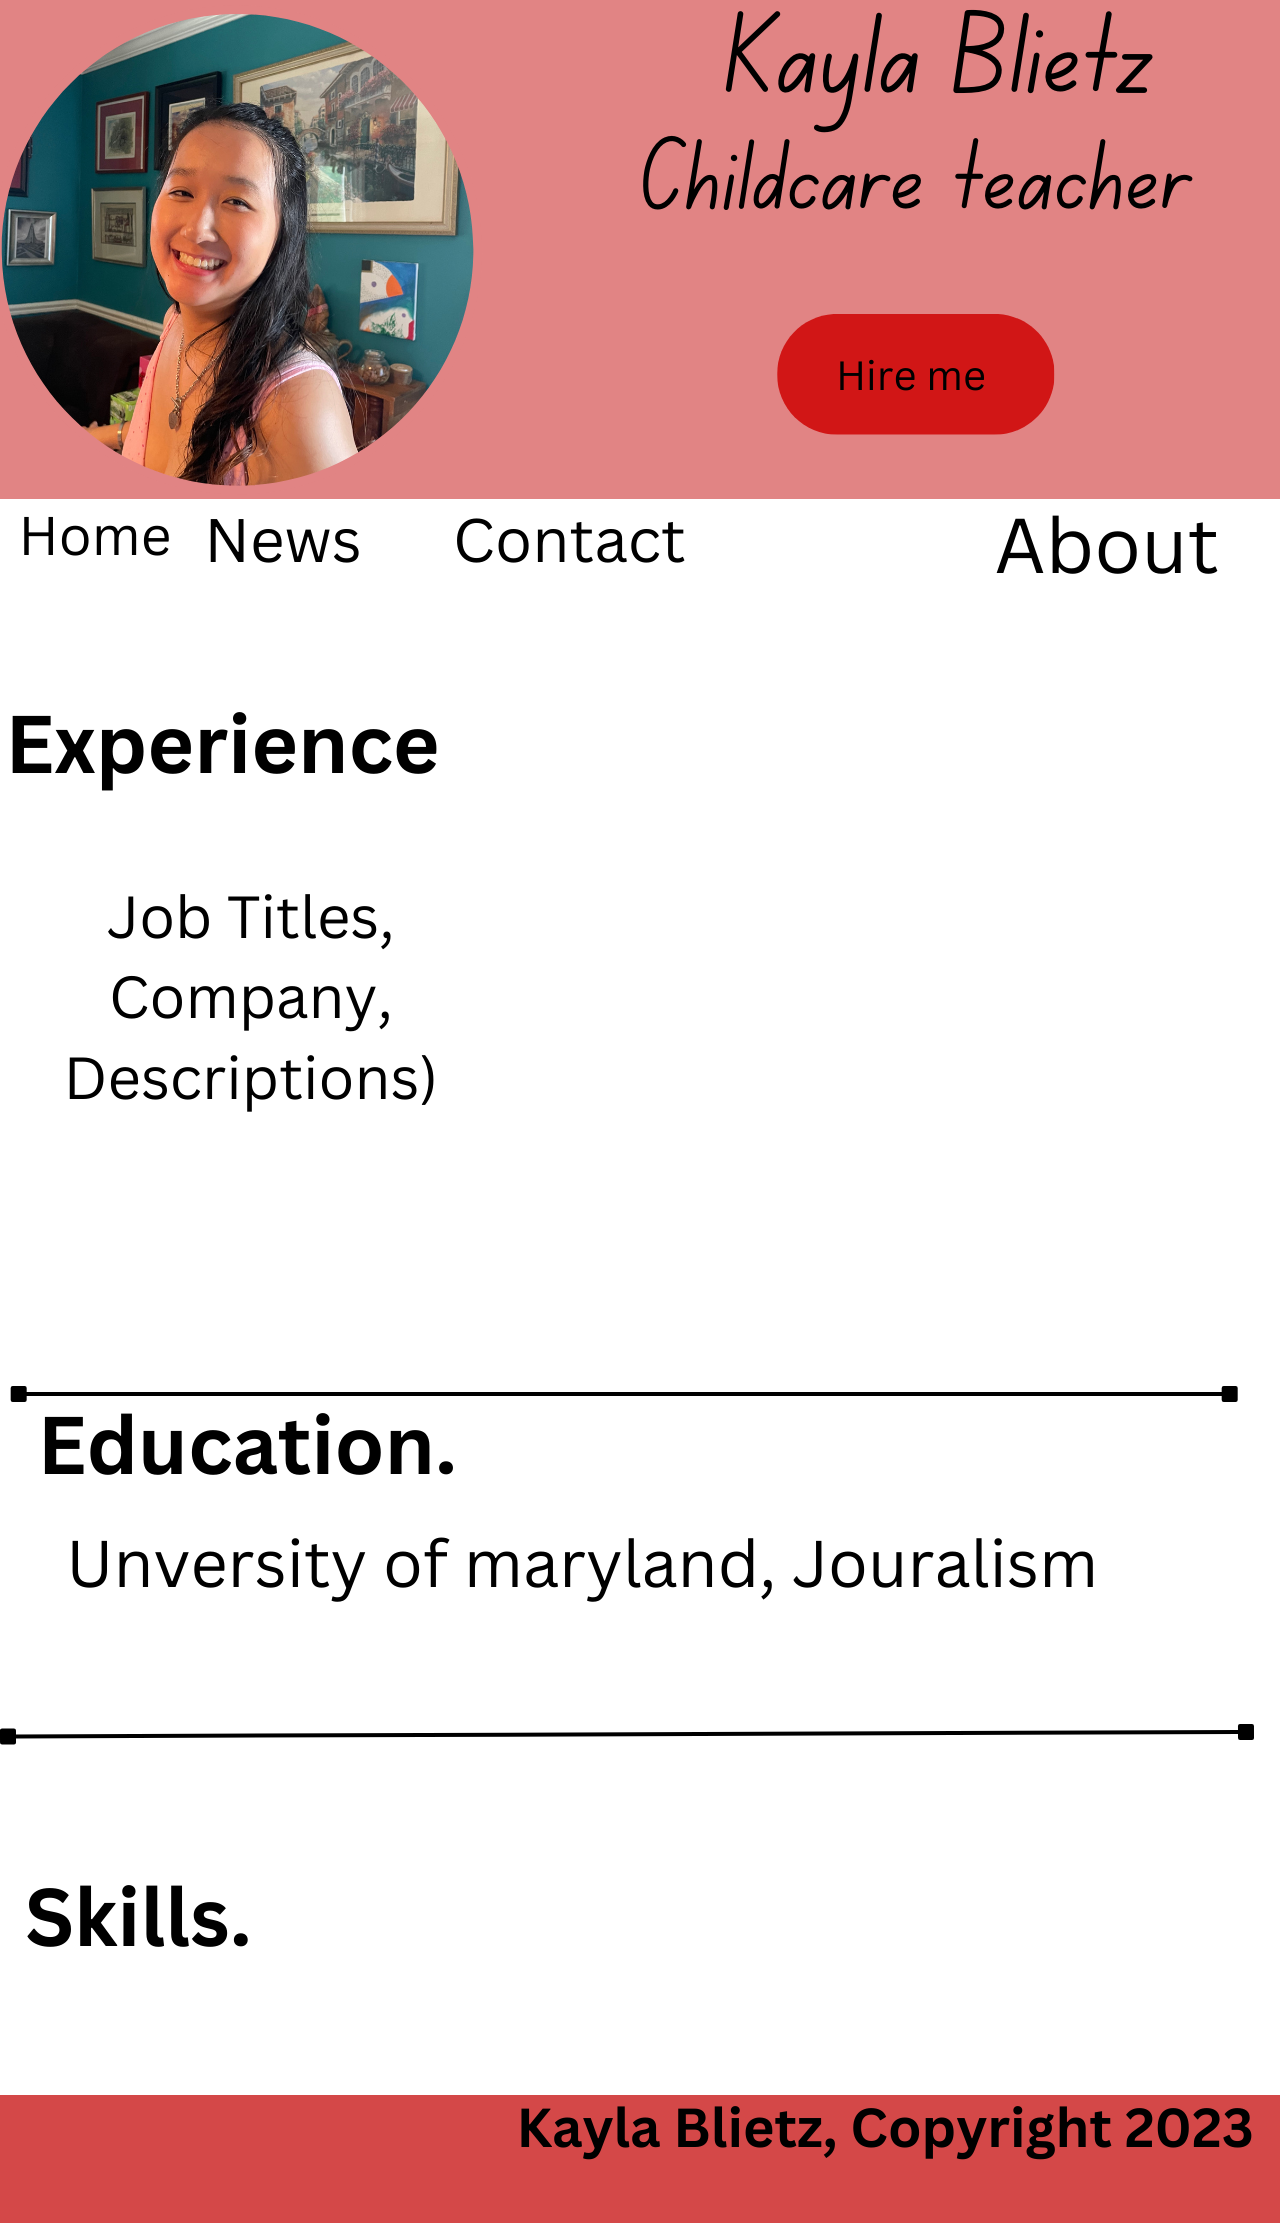 Kayla Blietz
Childcare teacher
Hire me
Home News Contact About
Experience
Job Titles,
Company,
Descriptions)
Education.
Unversity of maryland, Jouralism
Skills.
Kayla Blietz, Copyright 2023